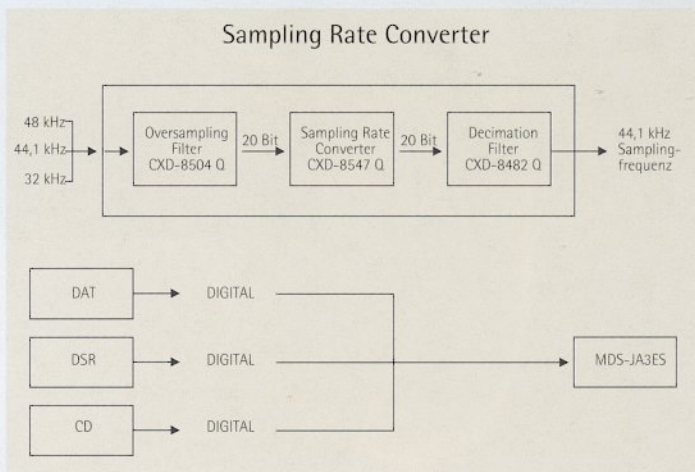 Sampling Rate Converter
48 kHz
44,1 kHz
32 kHz
Oversampling
Filter
CXD-8504 Q
20 Bit
Sampling Rate
Converter
CXD-8547 Q
20 Bit
Decimation
Filter
CXD-8482 Q
44,1 kHz
Sampling-
frequenz
DAT
DIGITAL
DSR
DIGITAL
MDS-JA3ES
CD
DIGITAL